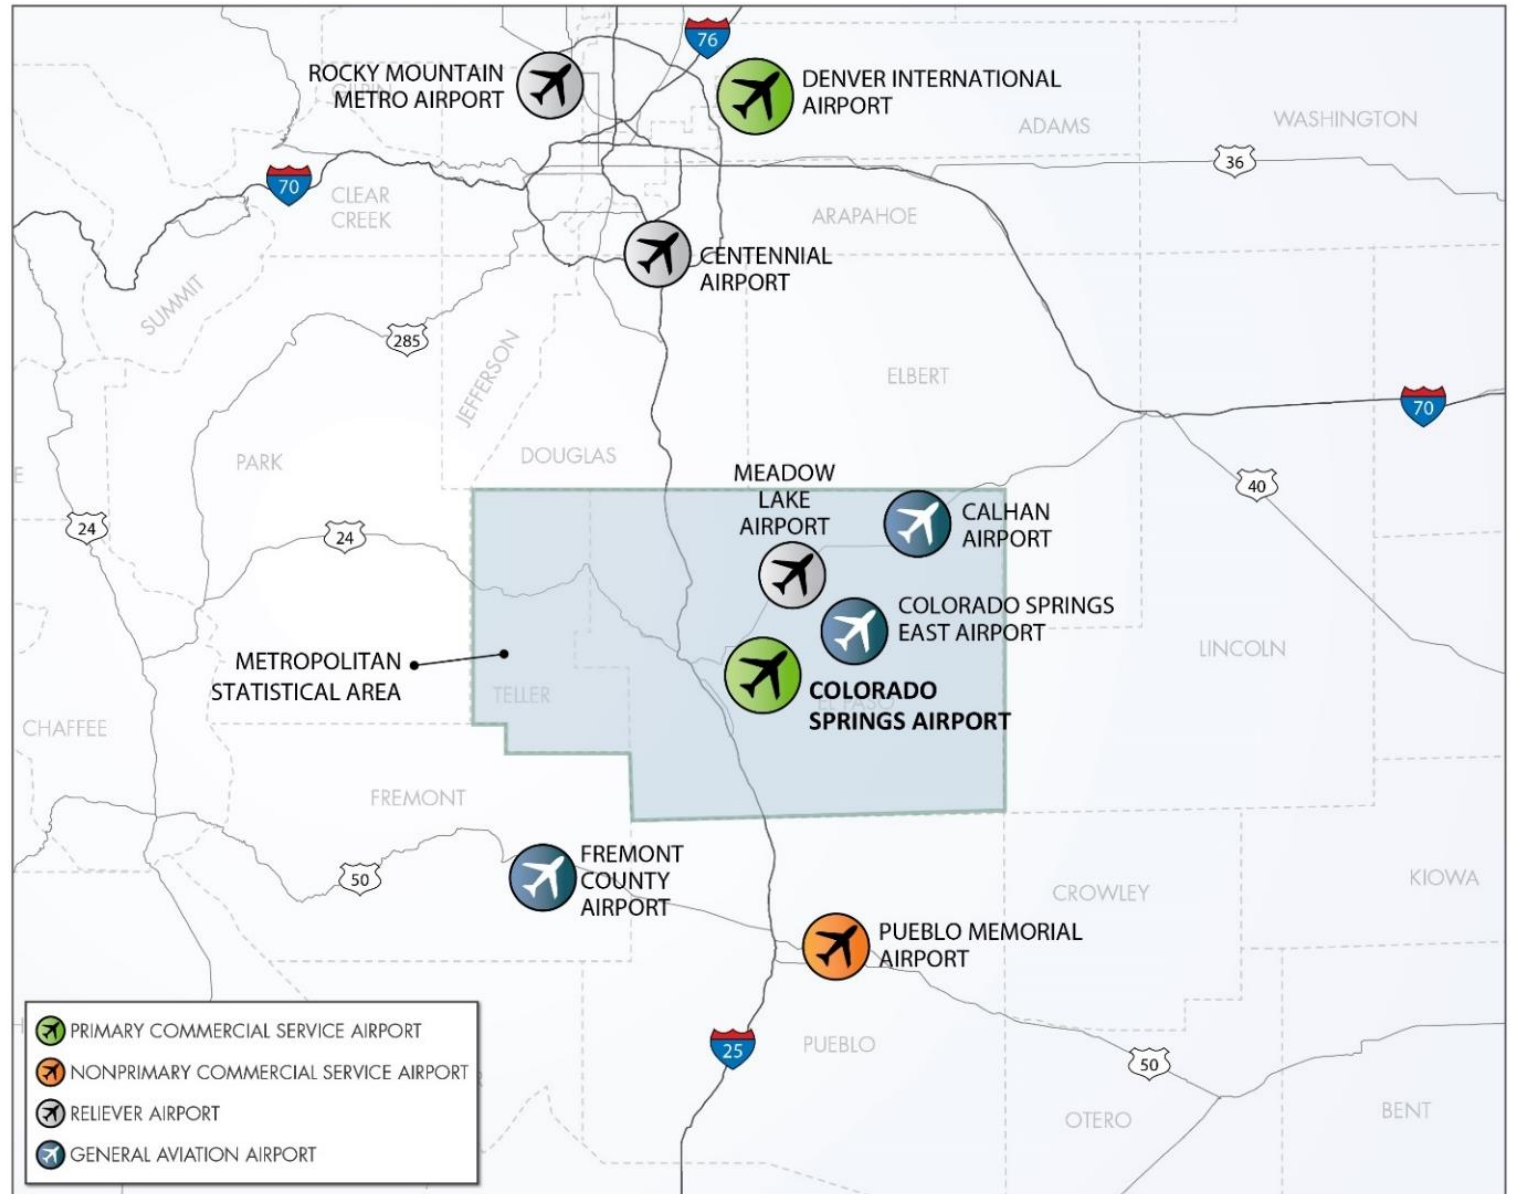 76
ROCKY MOUNTAIN
METRO AIRPORT
GILPIN
DENVER INTERNATIONAL
AIRPORT
ADAMS
WASHINGTON
36
70
CLEAR
CREEK
ARAPAHOE
CENTENNIAL
AIRPORT
SUMMIT
285
JEFFERSON
ELBERT
70
PARK
DOUGLAS
MEADOW
LAKE
AIRPORT
40
E
24
24
CALHAN
AIRPORT
COLORADO SPRINGS
EAST AIRPORT
LINCOLN
METROPOLITAN
STATISTICAL AREA
TELLER
COLORADO
SPRINGS AIRPORT
EL PASO
CHAFFEE
FREMONT
50
FREMONT
COUNTY
AIRPORT
CROWLEY
KIOWA
PUEBLO MEMORIAL
AIRPORT
25
PUEBLO
50
OTERO
BENT
PRIMARY COMMERCIAL SERVICE AIRPORT
NONPRIMARY COMMERCIAL SERVICE AIRPORT
RELIEVER AIRPORT
GENERAL AVIATION AIRPORT